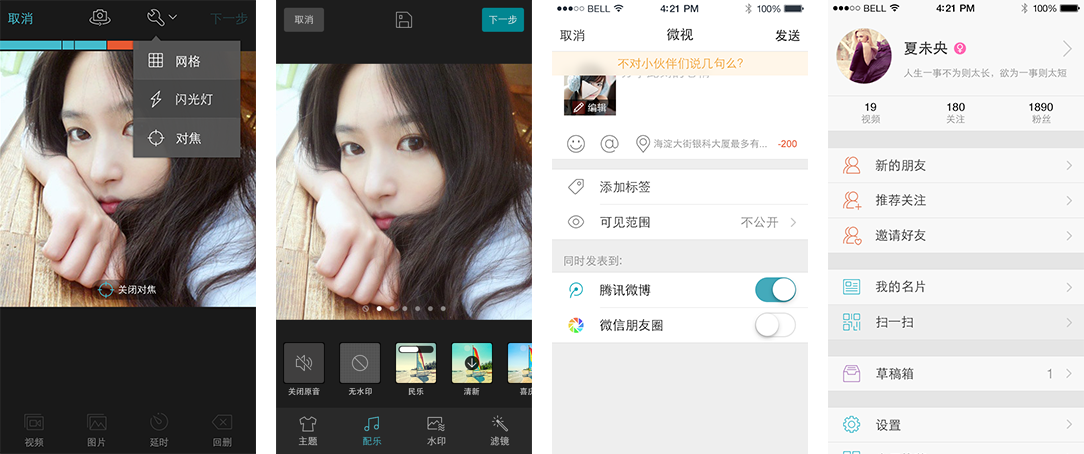 取消
下一步
网格
闪光灯
对焦
关闭对焦
视频
图片
延时
回删
取消
下一步
关闭原音
无水印
民乐
清新
主题
配乐
水印
滤镜
BELL
4:21 PM
100%
取消
微视
发送
不对小伙伴们说几句么?
编辑
海淀大街银科大厦最多有...
-200
添加标签
可见范围
不公开
同时发表到:
腾讯微博
微信朋友圈
BELL
4:21 PM
100%
夏未央
人生一事不为则太长，欲为一事则太短
19
180
1890
视频
关注
粉丝
新的朋友
推荐关注
邀请好友
我的名片
扫一扫
草稿箱
1
设置